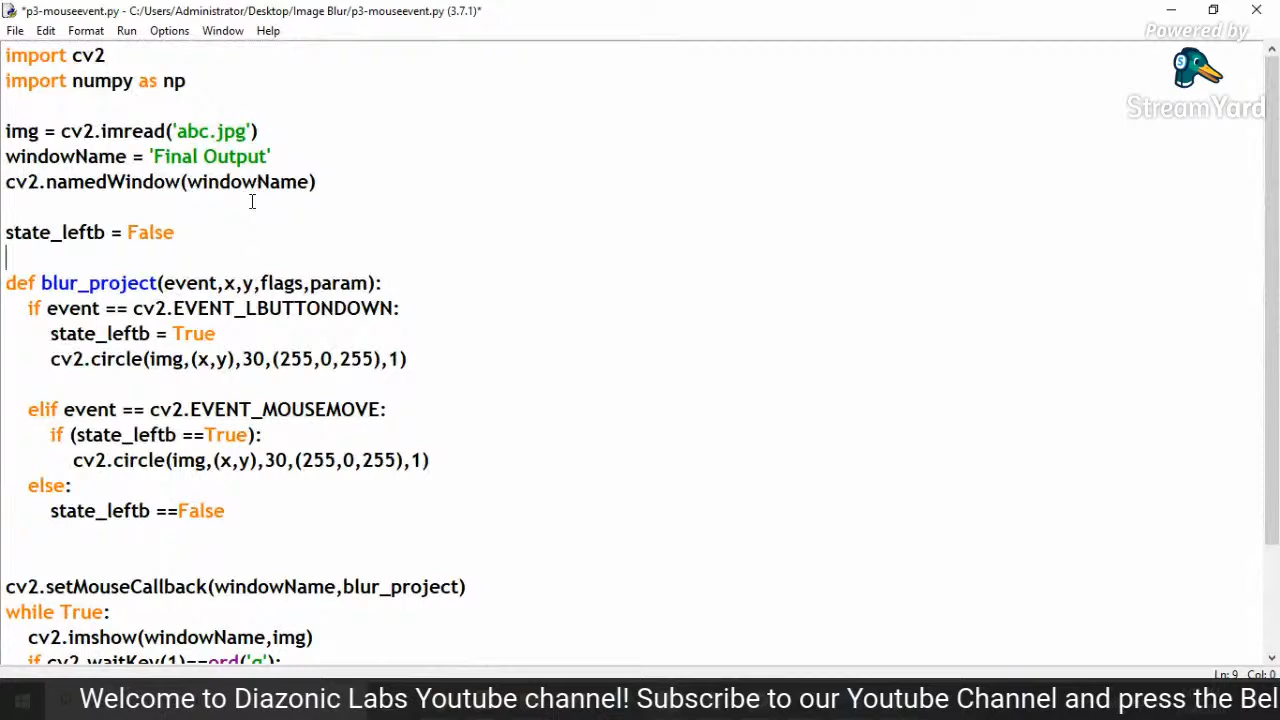 *p3-mouseevent.py - C:/Users/Administrator/Desktop/Image Blur/p3-mouseevent.py (3.7.1)*
File Edit Format Run Options Window Help
Powered by
StreamYard
import cv2
import numpy as np
img = cv2.imread('abc.jpg')
windowName = 'Final Output'
cv2.namedWindow(windowName)
state_leftb = False
def blur_project(event,x,y,flags,param):
if event == cv2.EVENT_LBUTTONDOWN:
state_leftb = True
cv2.circle(img,(x,y),30,(255,0,255),1)
elif event == cv2.EVENT_MOUSEMOVE:
if (state_leftb ==True):
cv2.circle(img,(x,y),30,(255,0,255),1)
else:
state_leftb ==False
cv2.setMouseCallback(windowName,blur_project)
while True:
cv2.imshow(windowName,img)
if cv2.waitKey(1)==ord('q'):
Ln: 9 Col: 0
Welcome to Diazonic Labs Youtube channel! Subscribe to our Youtube Channel and press the Bel